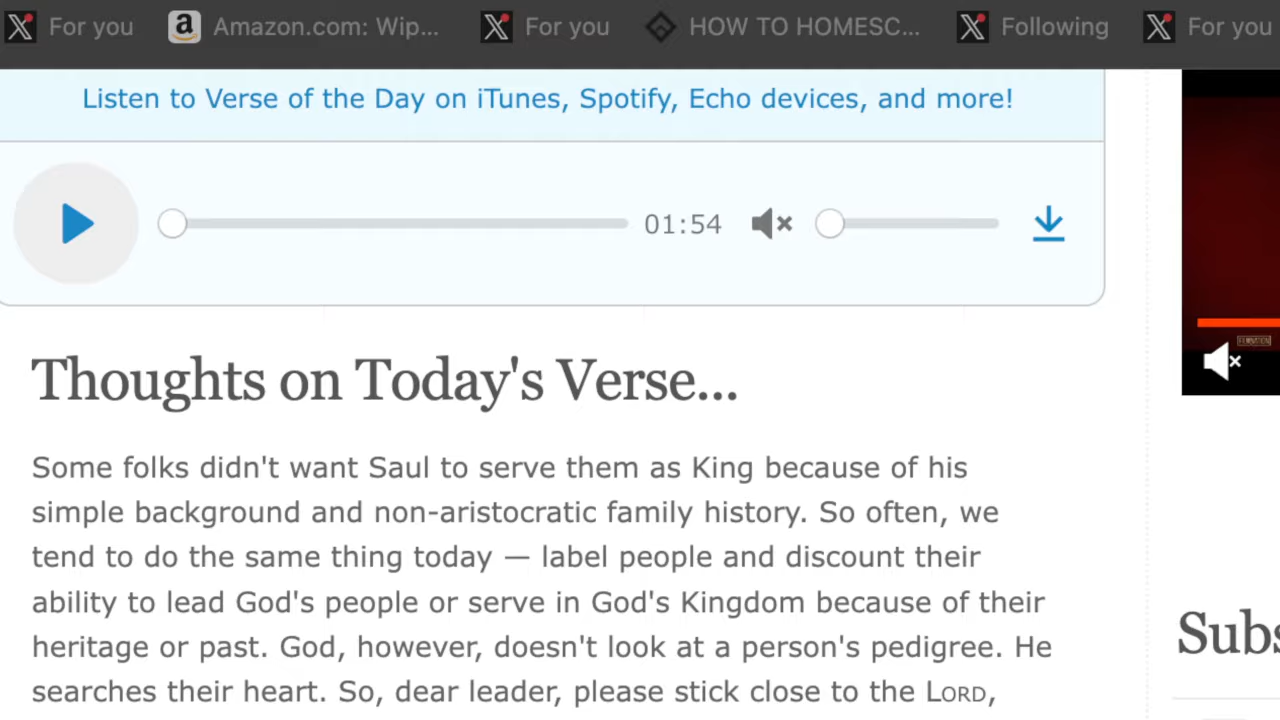 For you Amazon.com: Wip... For you HOW TO HOMESC... Following For you
Listen to Verse of the Day on iTunes, Spotify, Echo devices, and more!
01:54
Thoughts on Today's Verse...
Some folks didn't want Saul to serve them as King because of his
simple background and non-aristocratic family history. So often, we
tend to do the same thing today — label people and discount their
ability to lead God's people or serve in God's Kingdom because of their
heritage or past. God, however, doesn't look at a person's pedigree. He
searches their heart. So, dear leader, please stick close to the LORD,
Subs